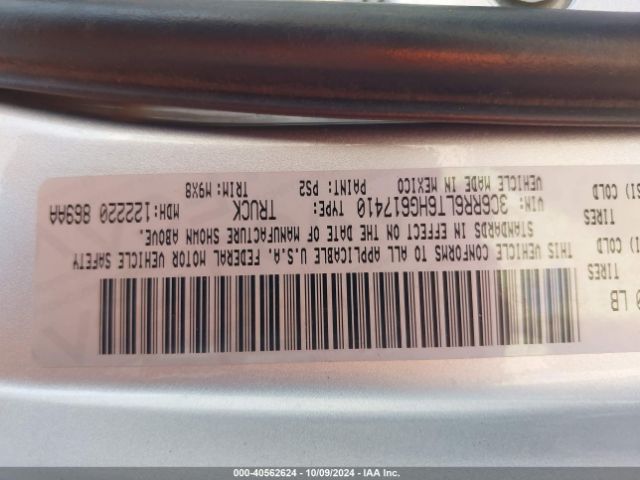 THIS VEHICLE CONFORMS TO ALL APPLICABLE U.S.A. FEDERAL MOTOR VEHICLE SAFETY
STANDARDS IN EFFECT ON THE DATE OF MANUFACTURE SHOWN ABOVE.
VIN: 3C6RR6LT6HG617410 TYPE: TRUCK MDH: 122220 869AA
VEHICLE MADE IN MEXICO PAINT: PS2 TRIM: M9X8
LB
TIRES
I) COLD
TIRES
SI) COLD
000-40562624 - 10/09/2024 - IAA Inc.